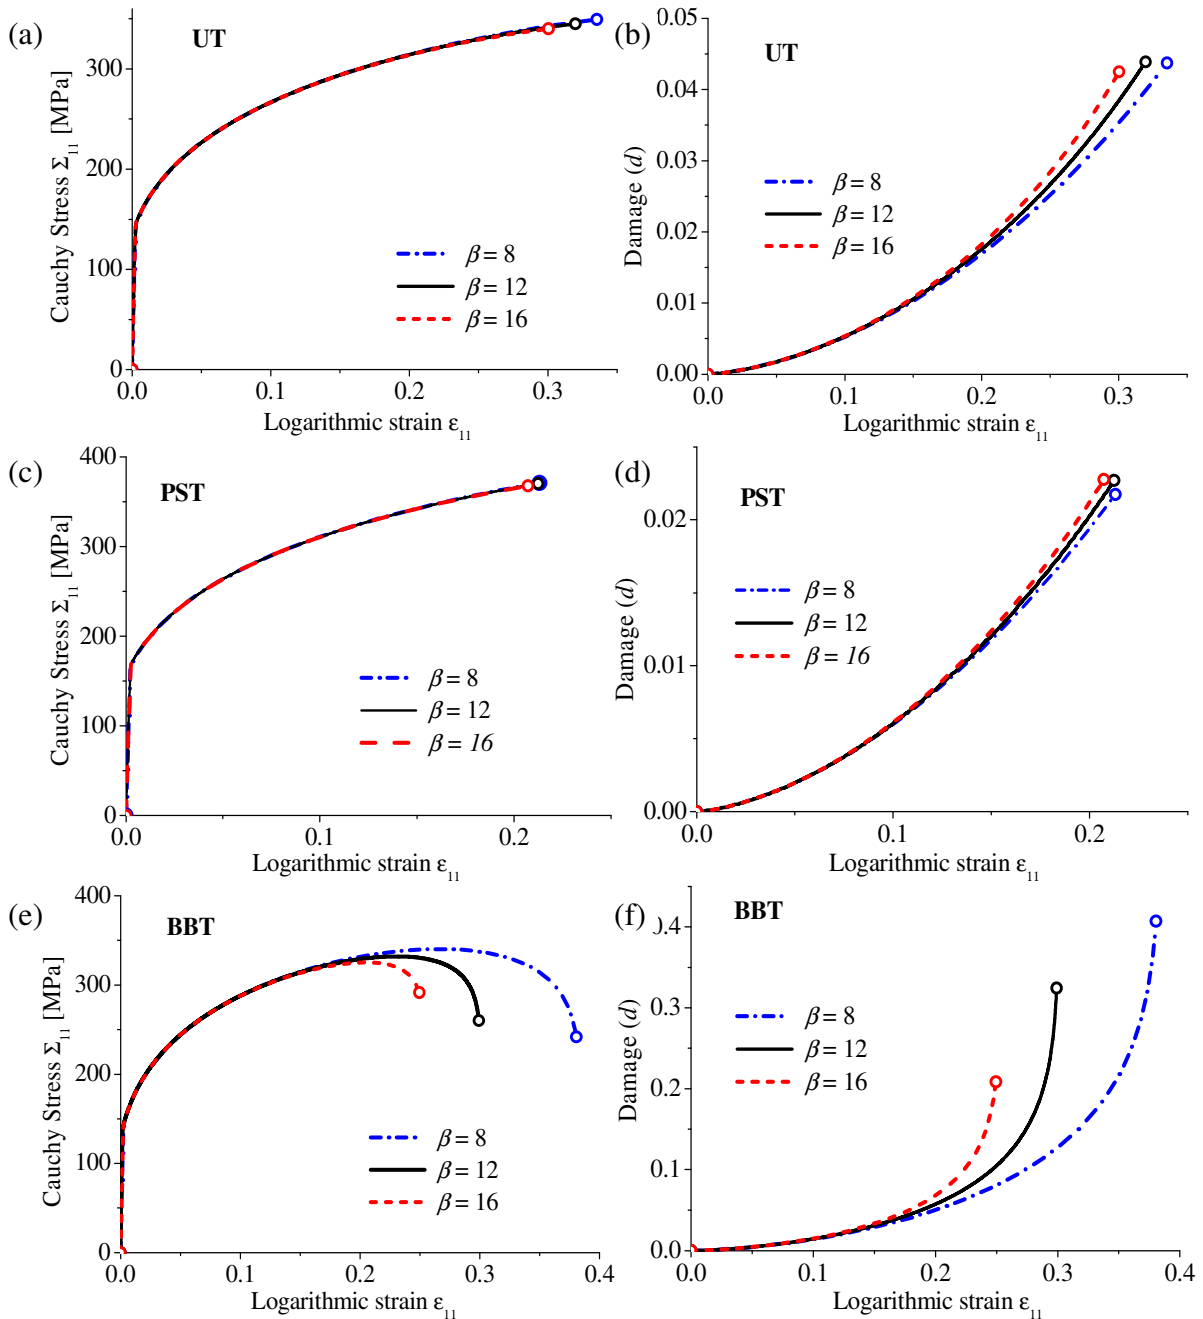 (a)
UT
Cauchy Stress Σ11 [MPa]
300
200
100
0
β = 8
β = 12
β = 16
0.0 0.1 0.2 0.3
Logarithmic strain ε11
(b)
UT
Damage (d)
0.05
0.04
0.03
0.02
0.01
0.00
β = 8
β = 12
β = 16
0.0 0.1 0.2 0.3
Logarithmic strain ε11
(c)
PST
Cauchy Stress Σ11 [MPa]
400
300
200
100
0
β = 8
β = 12
β = 16
0.0 0.1 0.2
Logarithmic strain ε11
(d)
PST
Damage (d)
0.02
0.01
0.00
β = 8
β = 12
β = 16
0.0 0.1 0.2
Logarithmic strain ε11
(e)
BBT
Cauchy Stress Σ11 [MPa]
400
300
200
100
0
β = 8
β = 12
β = 16
0.0 0.1 0.2 0.3 0.4
Logarithmic strain ε11
(f)
BBT
Damage (d)
0.4
0.3
0.2
0.1
0.0
β = 8
β = 12
β = 16
0.0 0.1 0.2 0.3 0.4
Logarithmic strain ε11